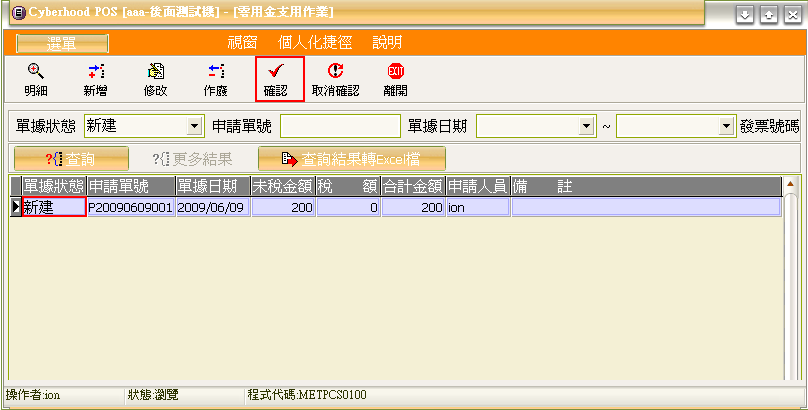 Cyberhood POS [aaa-後面測試機] - [零用金支用作業]
選單 視窗 個人化捷徑 說明
明細 新增 修改 作廢 確認 取消確認 離開
單據狀態 新建 申請單號 單據日期 ~ 發票號碼
?{} 查詢 ?{} 更多結果 查詢結果轉Excel檔
單據狀態 申請單號 單據日期 未稅金額 稅 額 合計金額 申請人員 備 註
新建 P20090609001 2009/06/09 200 0 200 ion
操作者:ion 狀態:瀏覽 程式代碼:METPCS0100